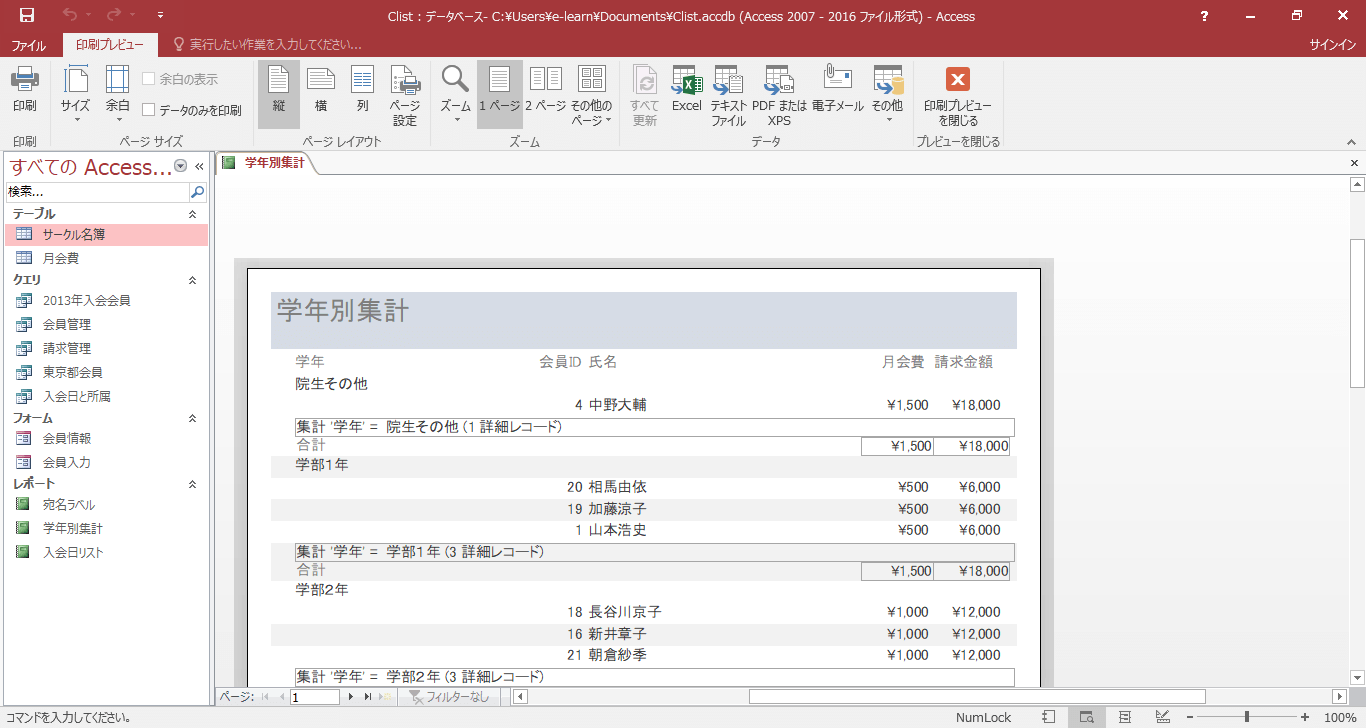 Clist : データベース- C:¥Users¥e-learn¥Documents¥Clist.accdb (Access 2007 - 2016 ファイル形式) - Access
ファイル
印刷プレビュー
実行したい作業を入力してください...
サインイン
印刷
サイズ
余白
余白の表示
データのみを印刷
縦
横
列
ページ
設定
ズーム
1 ページ
2 ページ
その他の
ページ
すべて
更新
Excel
テキスト
ファイル
PDF または
XPS
電子メール
その他
印刷プレビュー
を閉じる
印刷
ページ サイズ
ページ レイアウト
ズーム
データ
プレビューを閉じる
すべての Access...
検索...
テーブル
サークル名簿
月会費
クエリ
2013年入会会員
会員管理
請求管理
東京都会員
入会日と所属
フォーム
会員情報
会員入力
レポート
宛名ラベル
学年別集計
入会日リスト
学年別集計
学年別集計
学年 会員ID 氏名 月会費 請求金額
院生その他
4 中野大輔 ¥1,500 ¥18,000
集計 '学年' = 院生その他 (1 詳細レコード)
合計 ¥1,500 ¥18,000
学部1年
20 相馬由依 ¥500 ¥6,000
19 加藤涼子 ¥500 ¥6,000
1 山本浩史 ¥500 ¥6,000
集計 '学年' = 学部1年 (3 詳細レコード)
合計 ¥1,500 ¥18,000
学部2年
18 長谷川京子 ¥1,000 ¥12,000
16 新井章子 ¥1,000 ¥12,000
21 朝倉紗季 ¥1,000 ¥12,000
集計 '学年' = 学部2年 (3 詳細レコード)
ページ: 1 フィルターなし
コマンドを入力してください。
NumLock
100%